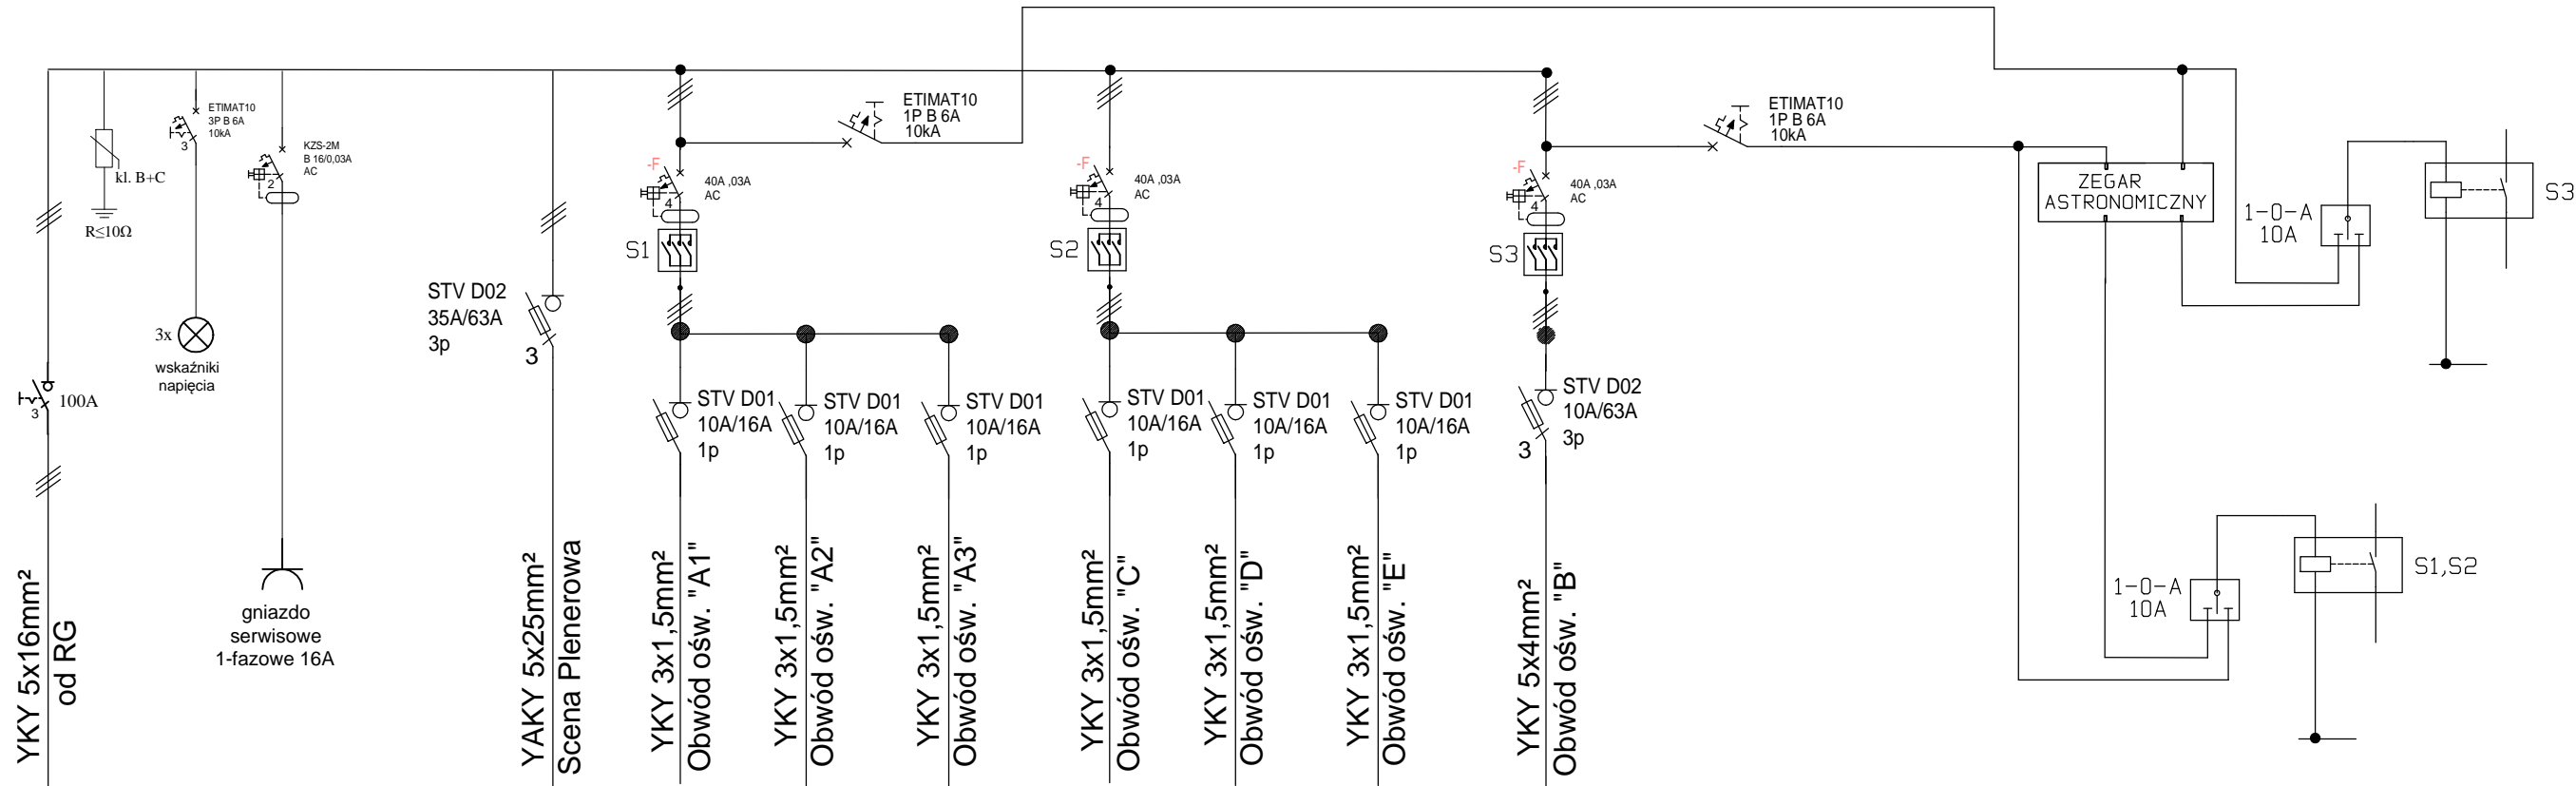 YKY 5x16mm²
od RG
3
100A
kl. B+C
R≤10Ω
ETIMAT10
3P B 6A
10kA
3
3x
wskaźniki
napięcia
KZS-2M
B 16/0,03A
AC
2
gniazdo
serwisowe
1-fazowe 16A
STV D02
35A/63A
3p
3
YAKY 5x25mm²
Scena Plenerowa
-F
40A ,03A
AC
4
S1
ETIMAT10
1P B 6A
10kA
STV D01
10A/16A
1p
YKY 3x1,5mm²
Obwód ośw. "A1"
STV D01
10A/16A
1p
YKY 3x1,5mm²
Obwód ośw. "A2"
STV D01
10A/16A
1p
YKY 3x1,5mm²
Obwód ośw. "A3"
-F
40A ,03A
AC
4
S2
STV D01
10A/16A
1p
YKY 3x1,5mm²
Obwód ośw. "C"
STV D01
10A/16A
1p
YKY 3x1,5mm²
Obwód ośw. "D"
STV D01
10A/16A
1p
YKY 3x1,5mm²
Obwód ośw. "E"
-F
40A ,03A
AC
4
S3
STV D02
10A/63A
3p
3
YKY 5x4mm²
Obwód ośw. "B"
ETIMAT10
1P B 6A
10kA
ZEGAR
ASTRONOMICZNY
1-0-A
10A
S3
1-0-A
10A
S1,S2